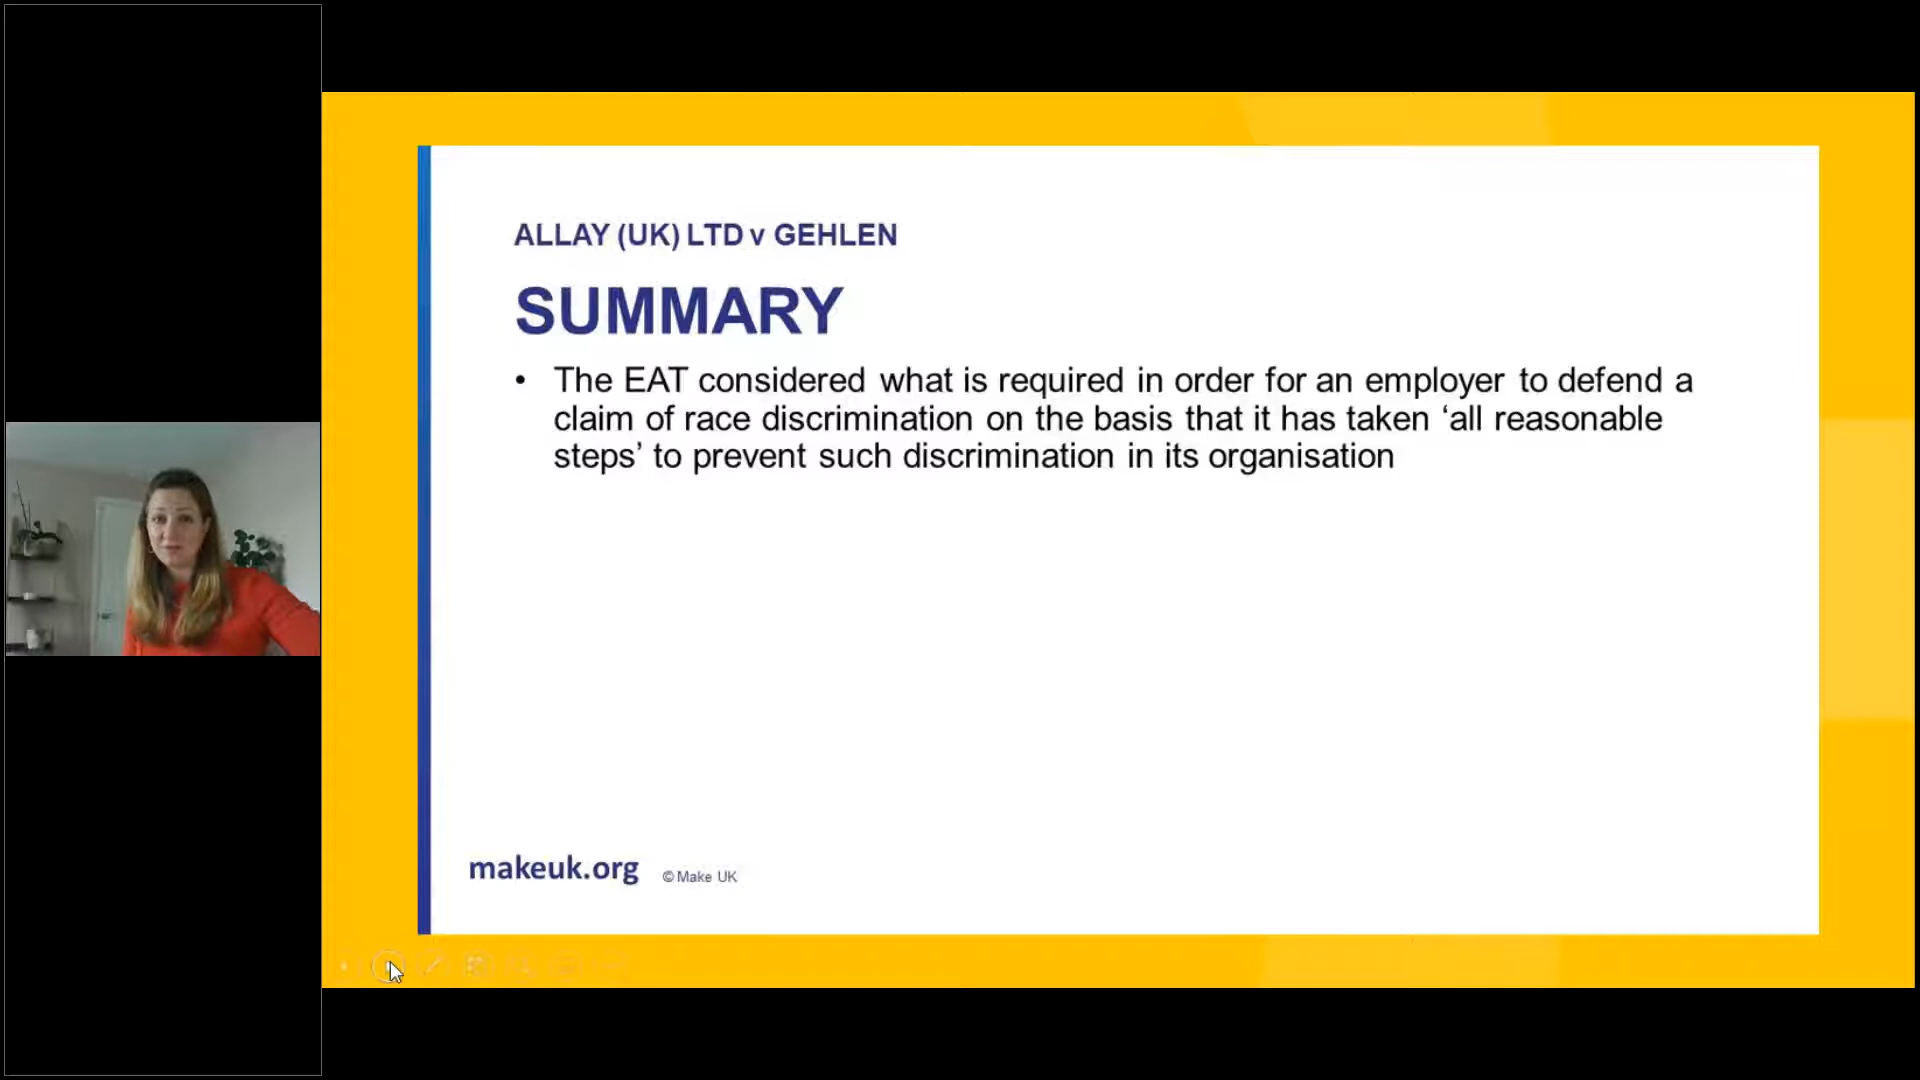 ALLAY (UK) LTD v GEHLEN
SUMMARY
• The EAT considered what is required in order for an employer to defend a
claim of race discrimination on the basis that it has taken ‘all reasonable
steps’ to prevent such discrimination in its organisation
makeuk.org © Make UK